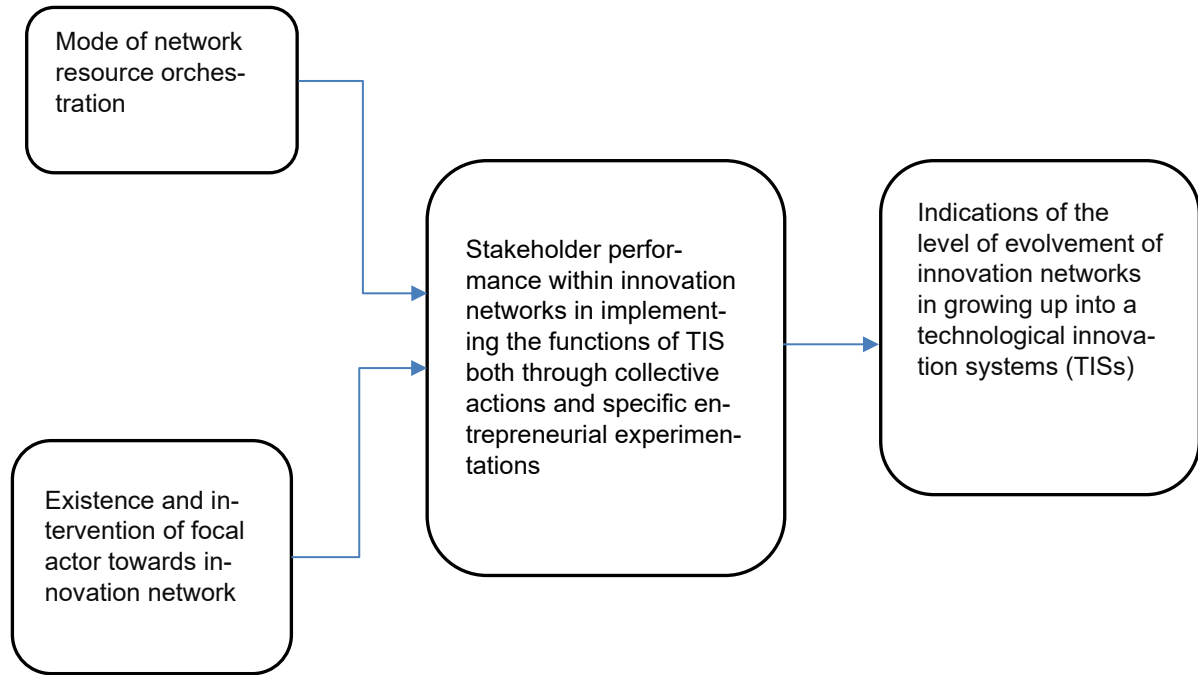 Mode of network
resource orches-
tration
Existence and in-
tervention of focal
actor towards in-
novation network
Stakeholder perfor-
mance within innovation
networks in implement-
ing the functions of TIS
both through collective
actions and specific en-
trepreneurial experimen-
tations
Indications of the
level of evolvement of
innovation networks
in growing up into a
technological innova-
tion systems (TISs)